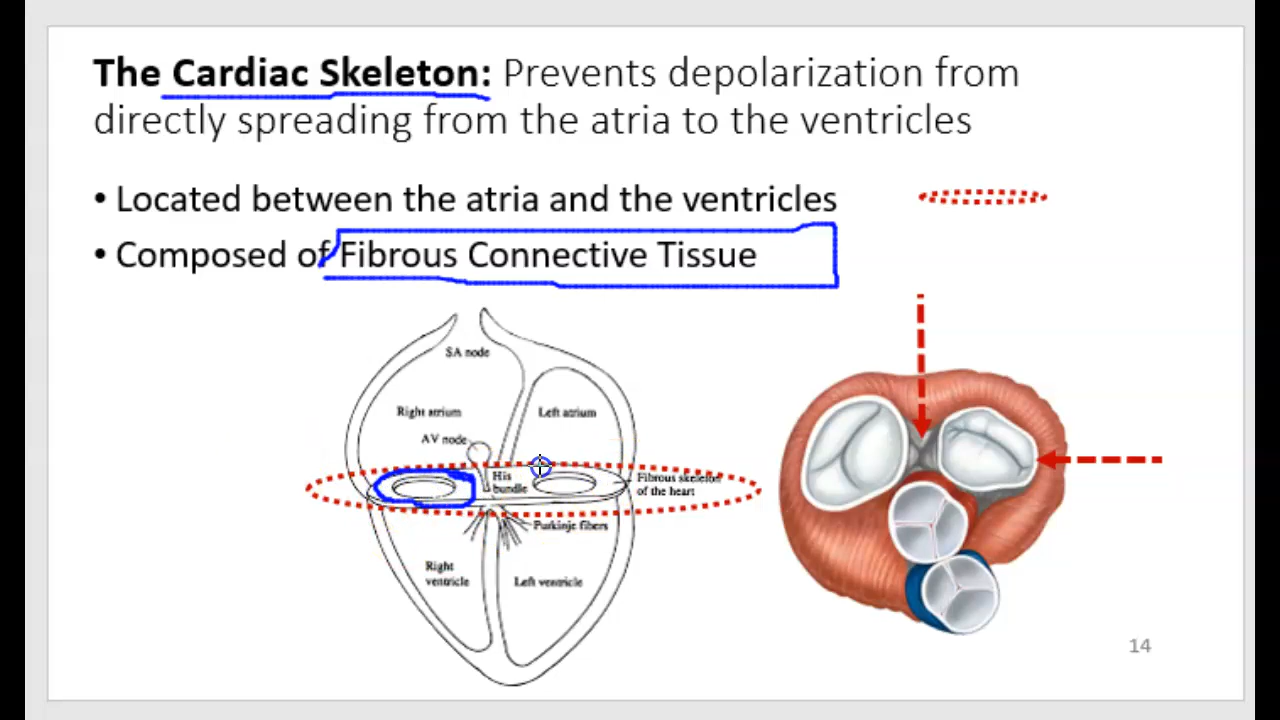 The Cardiac Skeleton: Prevents depolarization from
directly spreading from the atria to the ventricles
• Located between the atria and the ventricles
• Composed of Fibrous Connective Tissue
SA node
Right atrium
Left atrium
AV node
His
bundle
Fibrous skeleton
of the heart
Purkinje fibers
Right
ventricle
Left ventricle
14